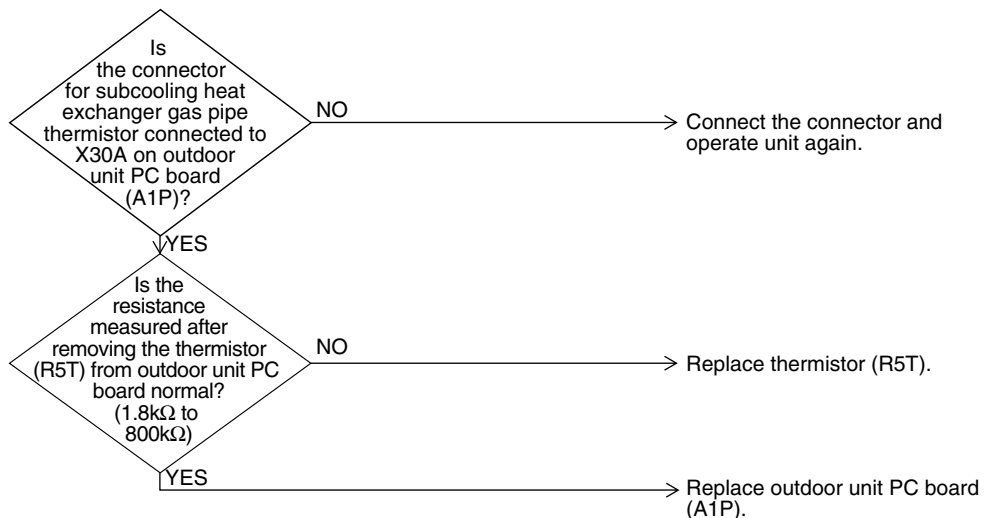 Is
the connector
for subcooling heat
exchanger gas pipe
thermistor connected to
X30A on outdoor
unit PC board
(A1P)?
NO
Connect the connector and
operate unit again.
YES
Is the
resistance
measured after
removing the thermistor
(R5T) from outdoor unit PC
board normal?
(1.8kΩ to
800kΩ)
NO
Replace thermistor (R5T).
YES
Replace outdoor unit PC board
(A1P).